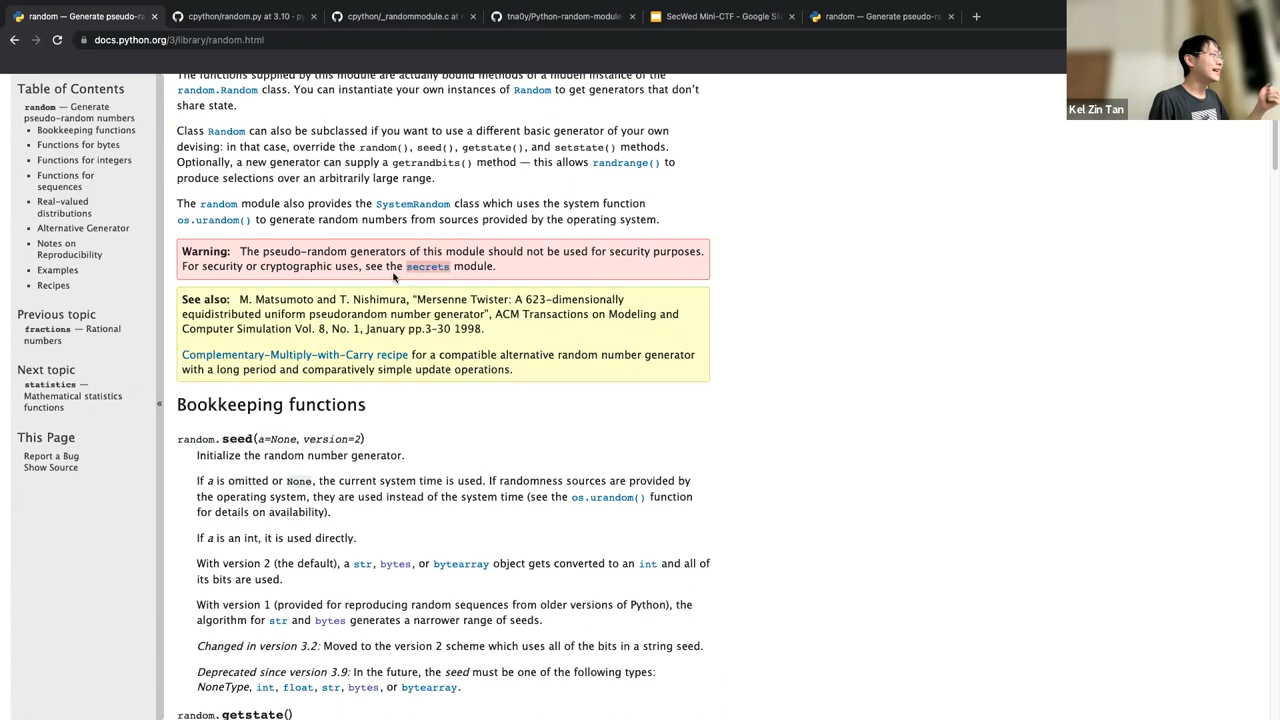 random — Generate pseudo-ra
cpython/random.py at 3.10 · p
cpython/_randommodule.c at
tna0y/Python-random-module
SecWed Mini-CTF - Google Sli
random — Generate pseudo-ra
docs.python.org/3/library/random.html
Kel Zin Tan
Table of Contents
random — Generate
pseudo-random numbers
Bookkeeping functions
Functions for bytes
Functions for integers
Functions for
sequences
Real-valued
distributions
Alternative Generator
Notes on
Reproducibility
Examples
Recipes
Previous topic
fractions — Rational
numbers
Next topic
statistics —
Mathematical statistics
functions
This Page
Report a Bug
Show Source
«
The functions supplied by this module are actually bound methods of a hidden instance of the
random.Random class. You can instantiate your own instances of Random to get generators that don't
share state.
Class Random can also be subclassed if you want to use a different basic generator of your own
devising: in that case, override the random(), seed(), getstate(), and setstate() methods.
Optionally, a new generator can supply a getrandbits() method — this allows randrange() to
produce selections over an arbitrarily large range.
The random module also provides the SystemRandom class which uses the system function
os.urandom() to generate random numbers from sources provided by the operating system.
Warning: The pseudo-random generators of this module should not be used for security purposes.
For security or cryptographic uses, see the secrets module.
See also: M. Matsumoto and T. Nishimura, "Mersenne Twister: A 623-dimensionally
equidistributed uniform pseudorandom number generator", ACM Transactions on Modeling and
Computer Simulation Vol. 8, No. 1, January pp.3–30 1998.
Complementary-Multiply-with-Carry recipe for a compatible alternative random number generator
with a long period and comparatively simple update operations.
Bookkeeping functions
random.seed(a=None, version=2)
Initialize the random number generator.
If a is omitted or None, the current system time is used. If randomness sources are provided by
the operating system, they are used instead of the system time (see the os.urandom() function
for details on availability).
If a is an int, it is used directly.
With version 2 (the default), a str, bytes, or bytearray object gets converted to an int and all of
its bits are used.
With version 1 (provided for reproducing random sequences from older versions of Python), the
algorithm for str and bytes generates a narrower range of seeds.
Changed in version 3.2: Moved to the version 2 scheme which uses all of the bits in a string seed.
Deprecated since version 3.9: In the future, the seed must be one of the following types:
NoneType, int, float, str, bytes, or bytearray.
random.getstate()